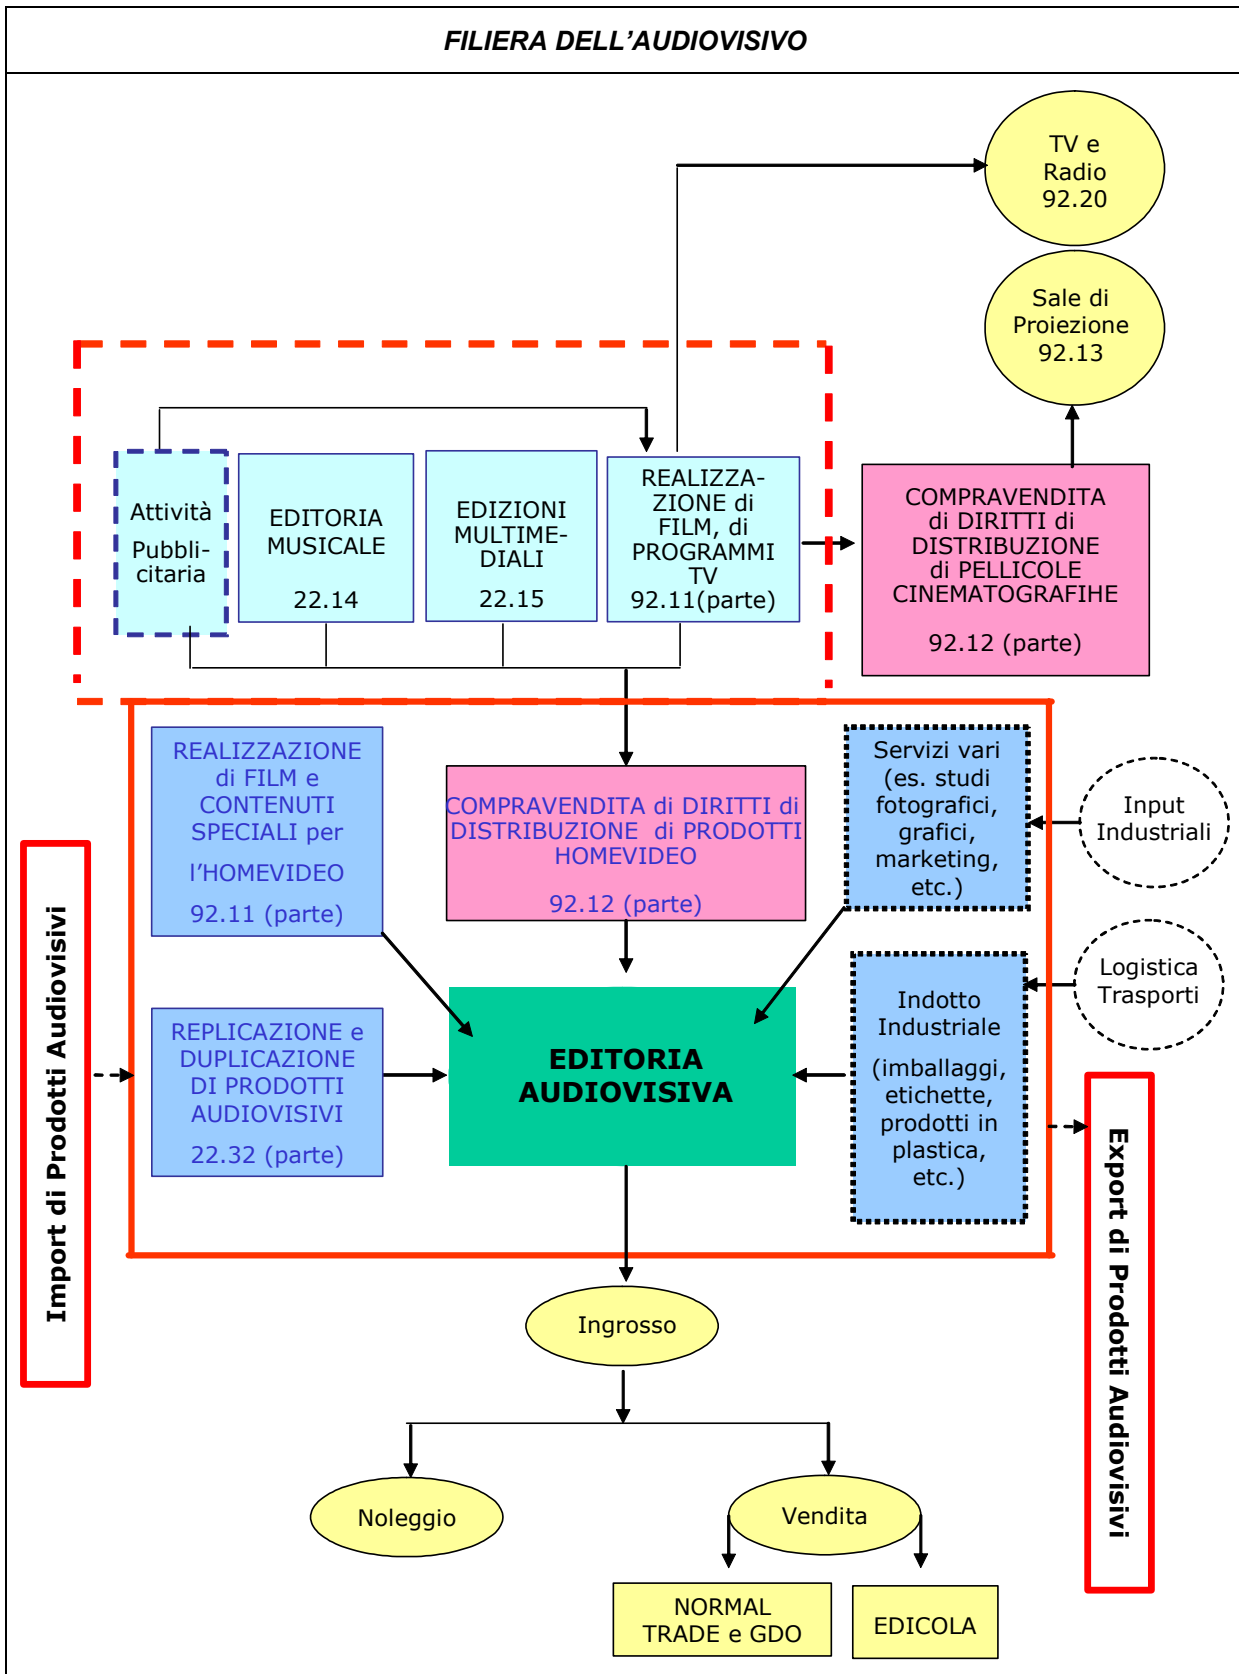 FILIERA DELL'AUDIOVISIVO
TV e
Radio
92.20
Sale di
Proiezione
92.13
Attività
Pubbli-
citaria
EDITORIA
MUSICALE
22.14
EDIZIONI
MULTIME-
DIALI
22.15
REALIZZA-
ZIONE di
FILM, di
PROGRAMMI
TV
92.11(parte)
COMPRAVENDITA
di DIRITTI di
DISTRIBUZIONE
di PELLICOLE
CINEMATOGRAFIHE
92.12 (parte)
REALIZZAZIONE
di FILM e
CONTENUTI
SPECIALI per
l'HOMEVIDEO
92.11 (parte)
COMPRAVENDITA di DIRITTI di
DISTRIBUZIONE di PRODOTTI
HOMEVIDEO
92.12 (parte)
Servizi vari
(es. studi
fotografici,
grafici,
marketing,
etc.)
Input
Industriali
Logistica
Trasporti
Import di Prodotti Audiovisivi
REPLICAZIONE e
DUPLICAZIONE
DI PRODOTTI
AUDIOVISIVI
22.32 (parte)
EDITORIA
AUDIOVISIVA
Indotto
Industriale
(imballaggi,
etichette,
prodotti in
plastica,
etc.)
Export di Prodotti Audiovisivi
Ingrosso
Noleggio
Vendita
NORMAL
TRADE e GDO
EDICOLA